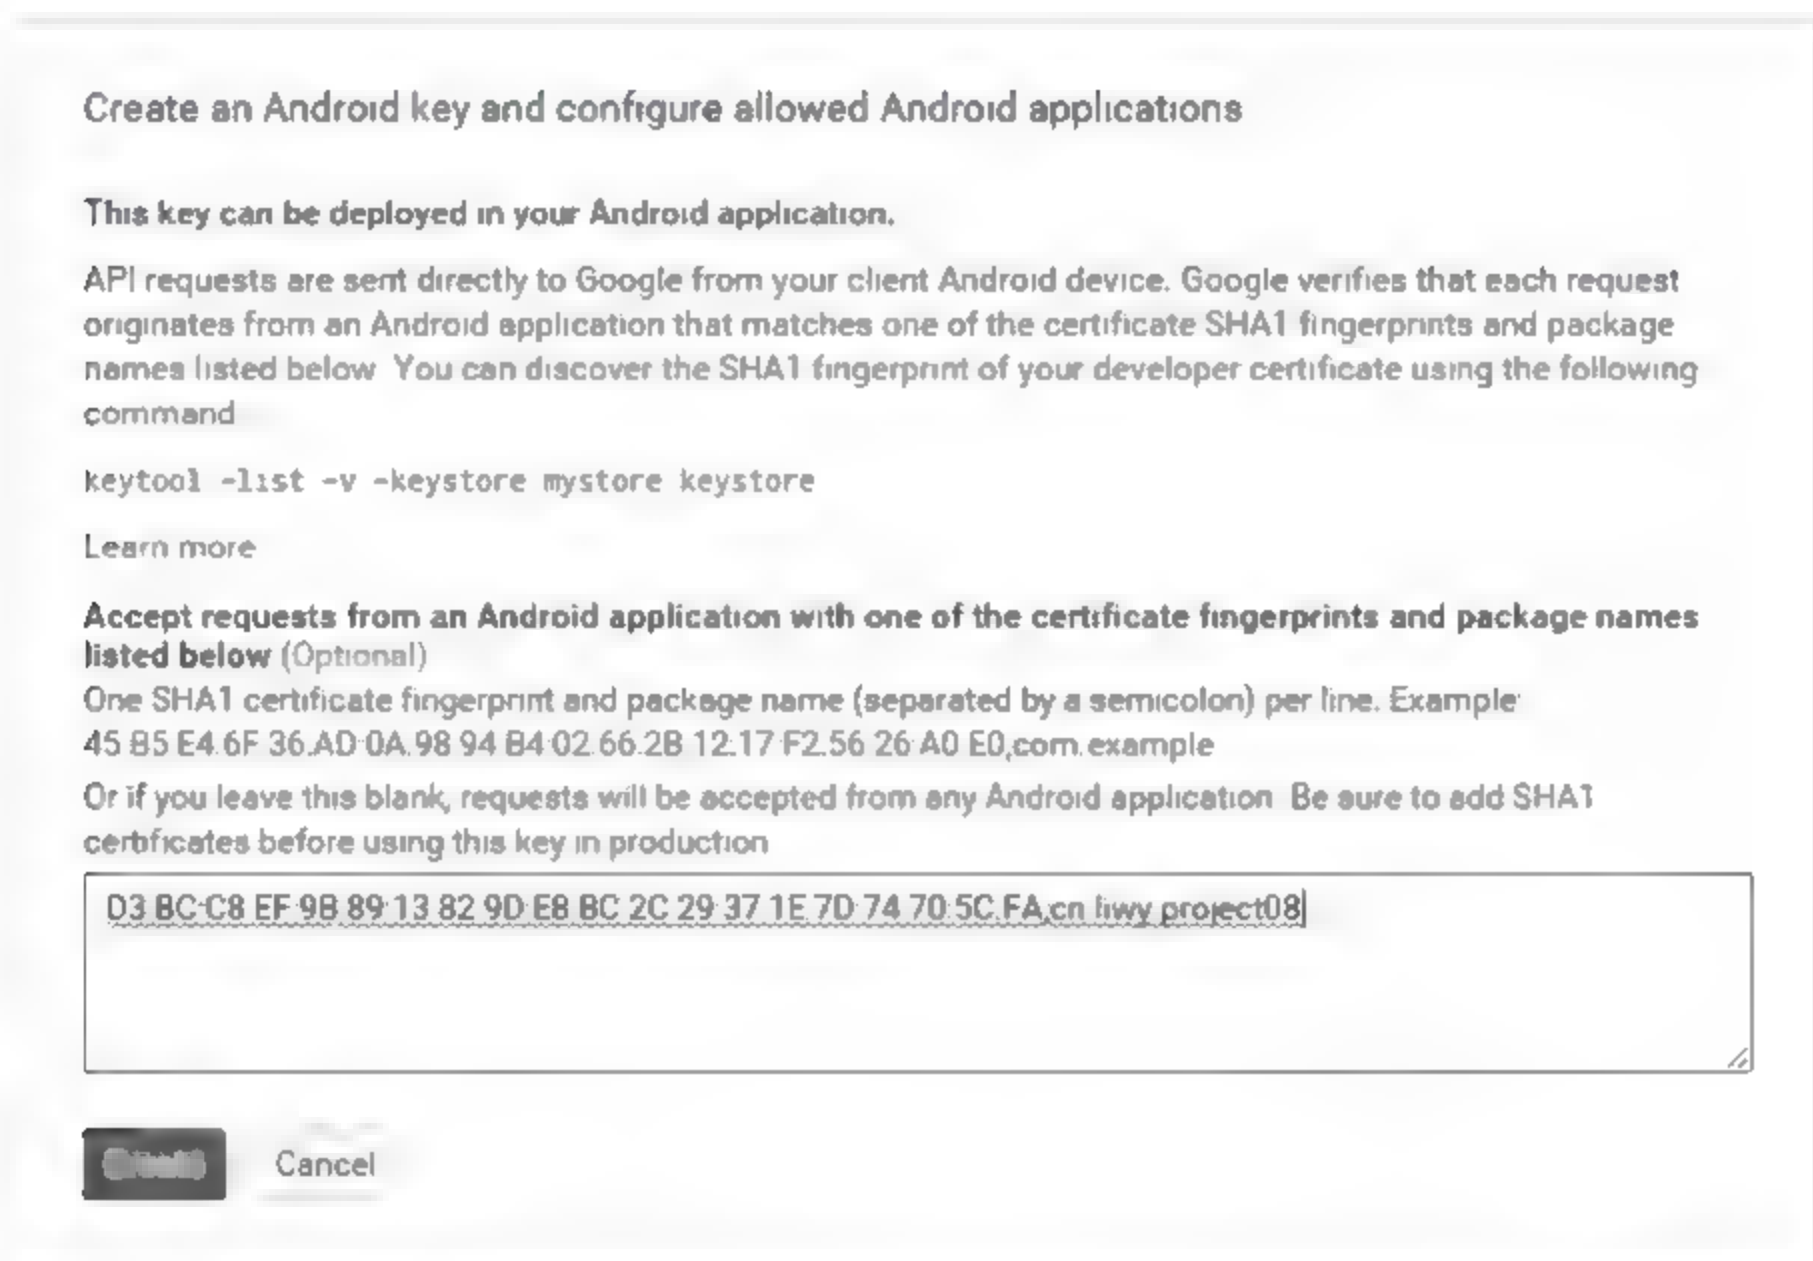 Create an Android key and configure allowed Android applications
This key can be deployed in your Android application.
API requests are sent directly to Google from your client Android device. Google verifies that each request
originates from an Android application that matches one of the certificate SHA1 fingerprints and package
names listed below. You can discover the SHA1 fingerprint of your developer certificate using the following
command
keytool -list -v -keystore mystore keystore
Learn more
Accept requests from an Android application with one of the certificate fingerprints and package names
listed below (Optional)
One SHA1 certificate fingerprint and package name (separated by a semicolon) per line. Example:
45:B5:E4:6F:36:AD:0A:98:94:B4:02:66:2B:12:17:F2:56:26:A0:E0;com.example
Or if you leave this blank, requests will be accepted from any Android application. Be sure to add SHA1
certificates before using this key in production
D3:BC:C8:EF:9B:89:13:82:9D:E8:BC:2C:29:37:1E:7D:74:70:5C:FA;cn.liwy.project08
Cancel